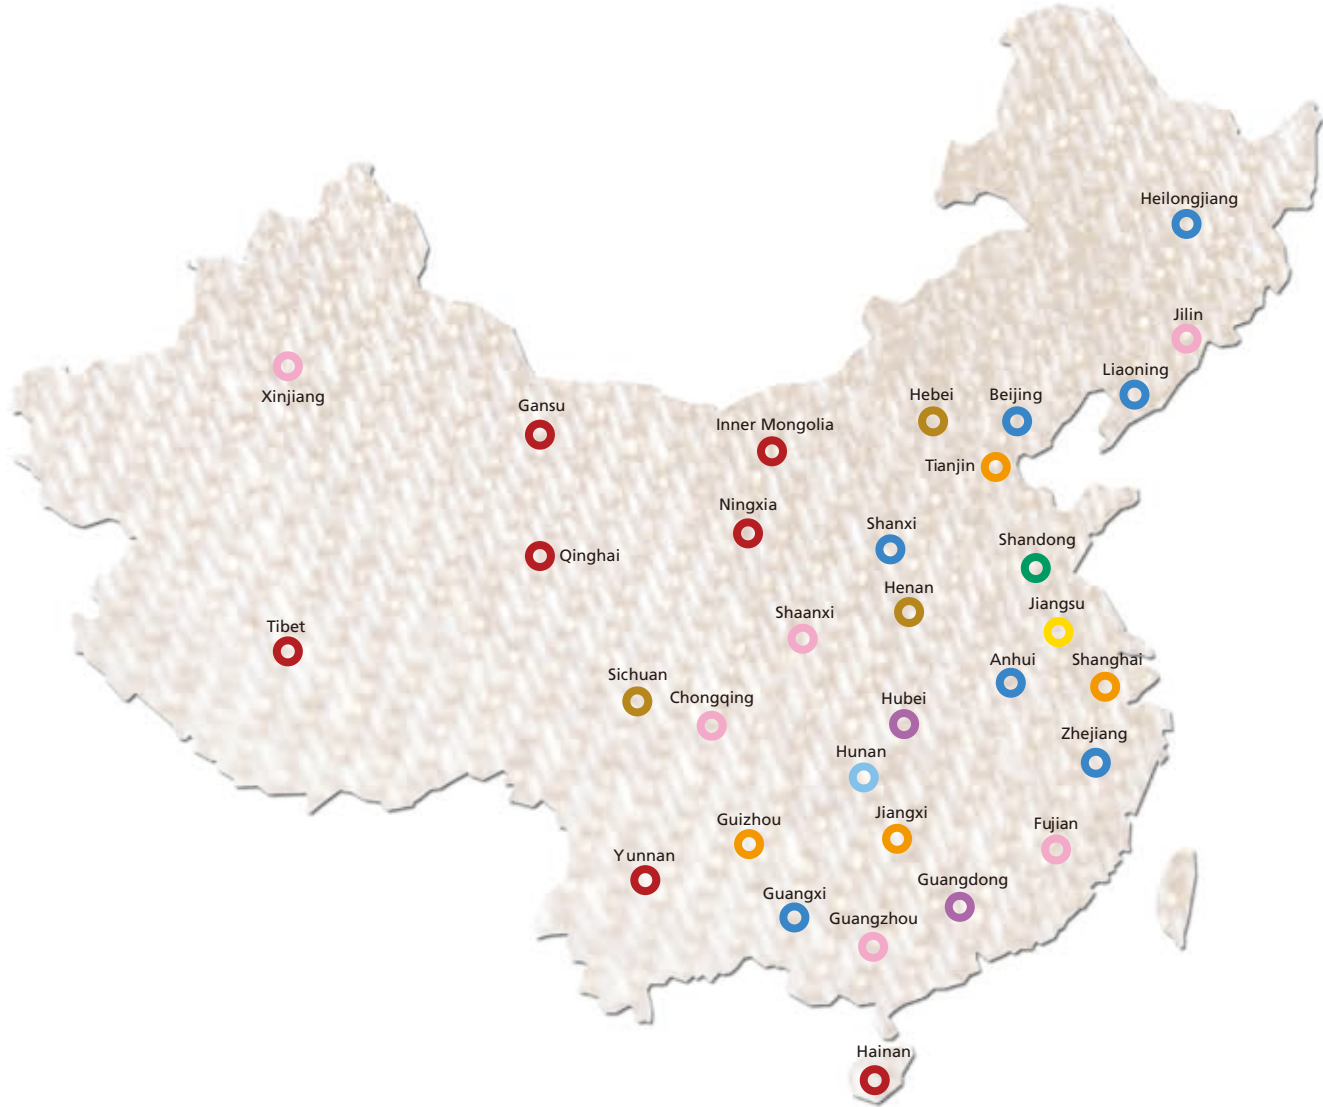 Heilongjiang
Jilin
Liaoning
Hebei
Beijing
Xinjiang
Gansu
Inner Mongolia
Tianjin
Ningxia
Shanxi
Shandong
Qinghai
Henan
Jiangsu
Shaanxi
Tibet
Anhui
Shanghai
Sichuan
Chongqing
Hubei
Zhejiang
Hunan
Jiangxi
Guizhou
Fujian
Yunnan
Guangdong
Guangxi
Guangzhou
Hainan